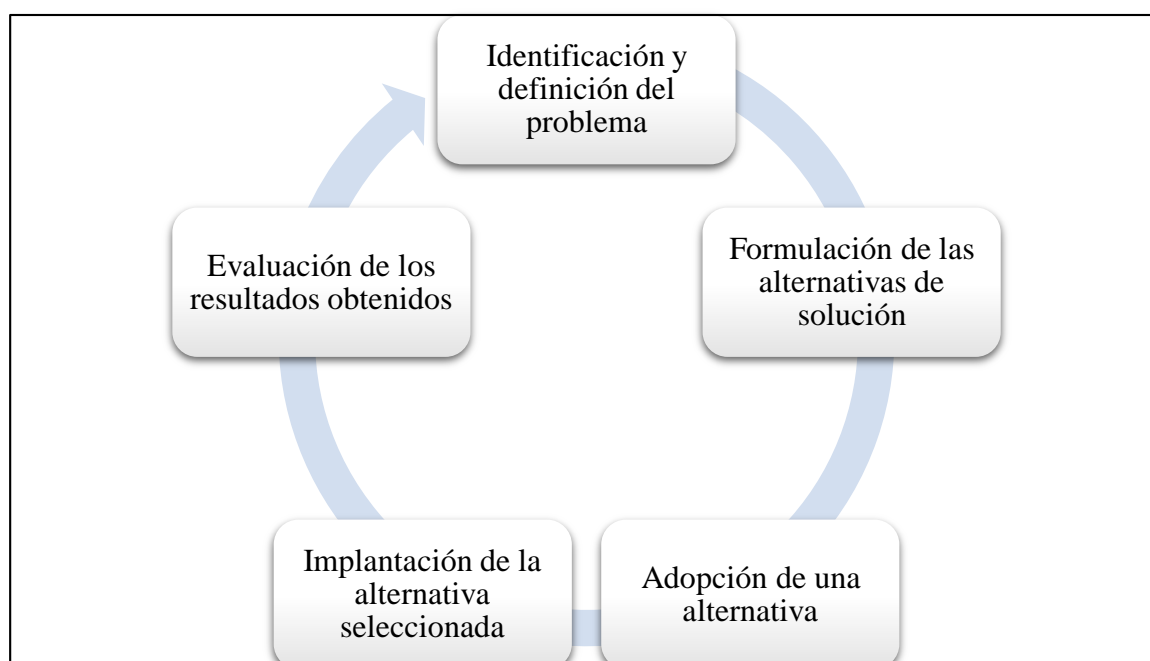 Identificación y
definición del
problema
Formulación de las
alternativas de
solución
Adopción de una
alternativa
Implantación de la
alternativa
seleccionada
Evaluación de los
resultados obtenidos